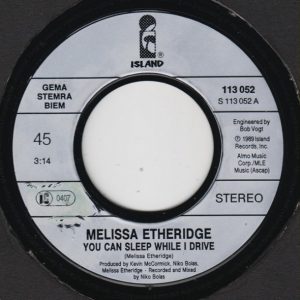 ISLAND
GEMA
STEMRA
BIEM
113 052
S 113 052 A
45
3:14
Engineered by
Bob Vogt
℗ 1989 Island
Records, Inc.
Almo Music
Corp./MLE
Music (Ascap)
LC 0407
STEREO
MELISSA ETHERIDGE
YOU CAN SLEEP WHILE I DRIVE
(Melissa Etheridge)
Produced by Kevin McCormick, Niko Bolas,
Melissa Etheridge - Recorded and Mixed
by Niko Bolas